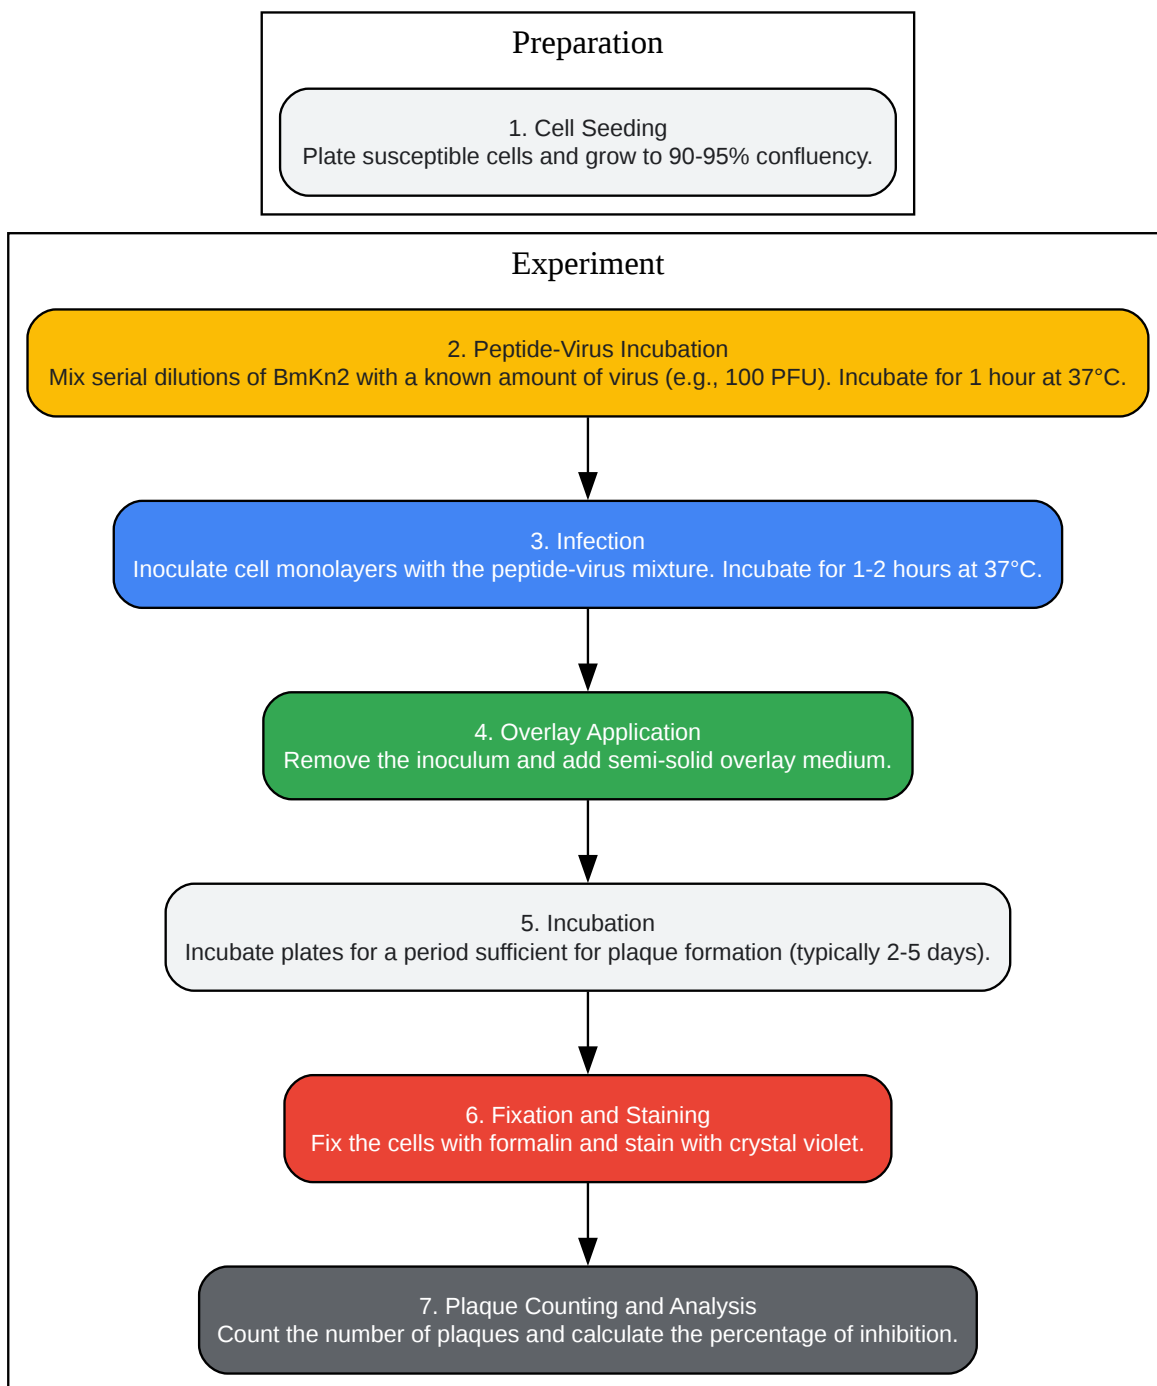 Preparation
1. Cell Seeding
Plate susceptible cells and grow to 90-95% confluency.
Experiment
2. Peptide-Virus Incubation
Mix serial dilutions of BmKn2 with a known amount of virus (e.g., 100 PFU). Incubate for 1 hour at 37°C.
3. Infection
Inoculate cell monolayers with the peptide-virus mixture. Incubate for 1-2 hours at 37°C.
4. Overlay Application
Remove the inoculum and add semi-solid overlay medium.
5. Incubation
Incubate plates for a period sufficient for plaque formation (typically 2-5 days).
6. Fixation and Staining
Fix the cells with formalin and stain with crystal violet.
7. Plaque Counting and Analysis
Count the number of plaques and calculate the percentage of inhibition.